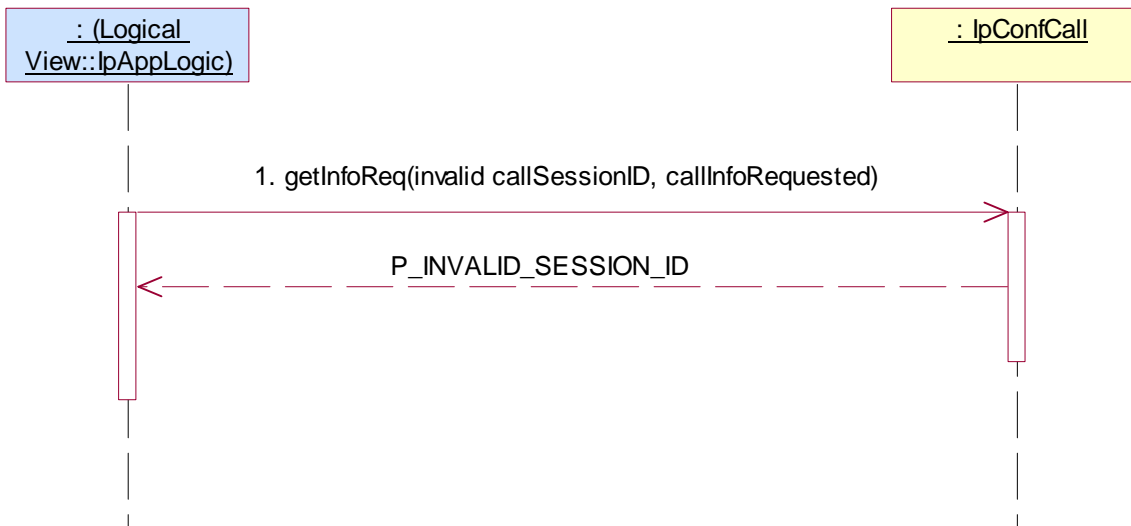 : (Logical
View::IpAppLogic)
: IpConfCall
1. getInfoReq(invalid callSessionID, callInfoRequested)
P_INVALID_SESSION_ID